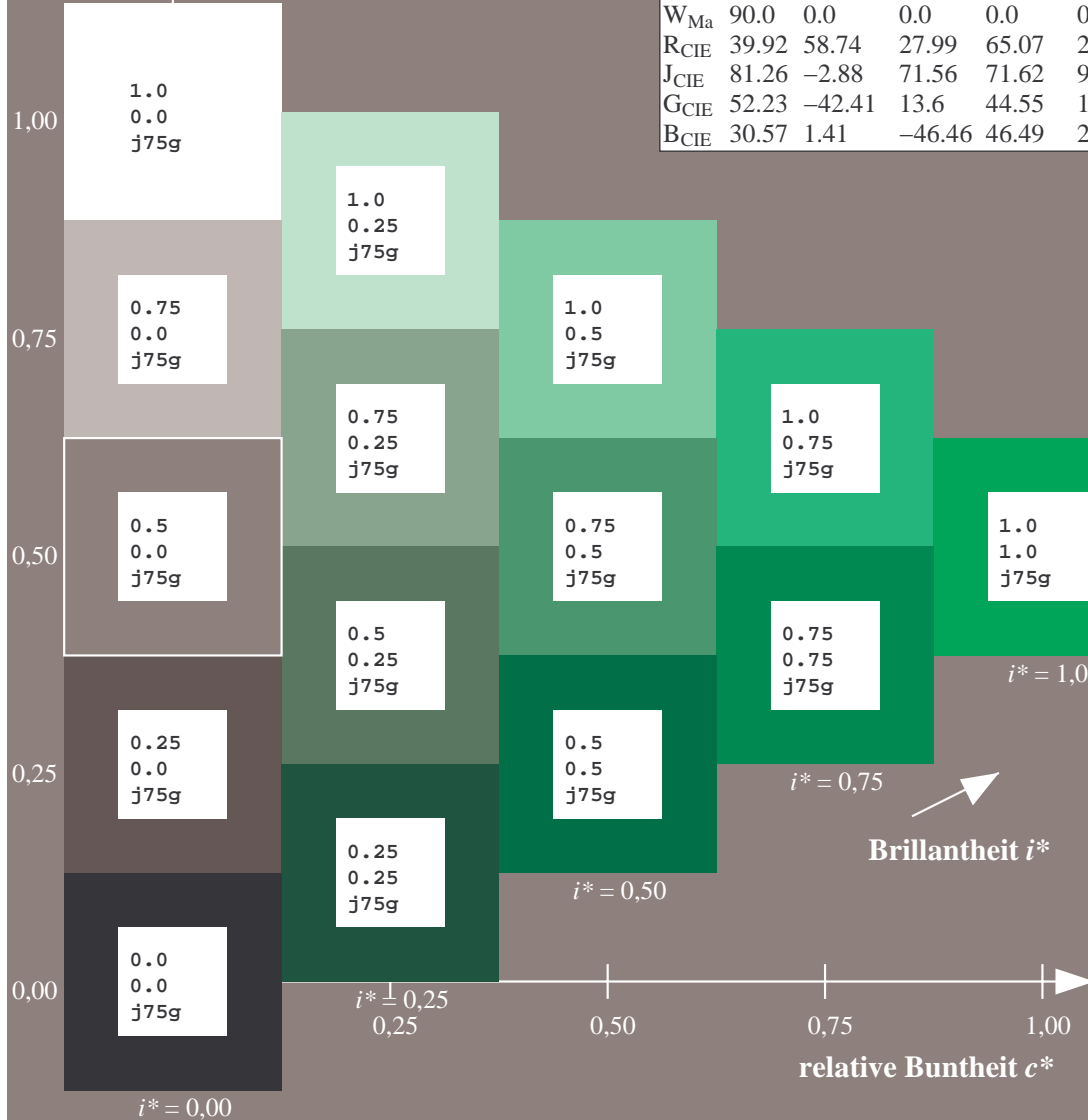 W_Ma 90.0 0.0 0.0 0.0
R_CIE 39.92 58.74 27.99 65.07
J_CIE 81.26 −2.88 71.56 71.62
G_CIE 52.23 −42.41 13.6 44.55
B_CIE 30.57 1.41 −46.46 46.49
1,00
1.0
0.0
j75g
1.0
0.25
j75g
0,75
0.75
0.0
j75g
1.0
0.5
j75g
0.75
0.25
j75g
1.0
0.75
j75g
0,50
0.5
0.0
j75g
0.75
0.5
j75g
1.0
1.0
j75g
0.5
0.25
j75g
0.75
0.75
j75g
i* = 1,0
0,25
0.25
0.0
j75g
0.5
0.5
j75g
i* = 0,75
Brillantheit i*
0.25
0.25
j75g
i* = 0,50
0,00
0.0
0.0
j75g
i* = 0,25
0,25 0,50 0,75 1,00
relative Buntheit c*
i* = 0,00